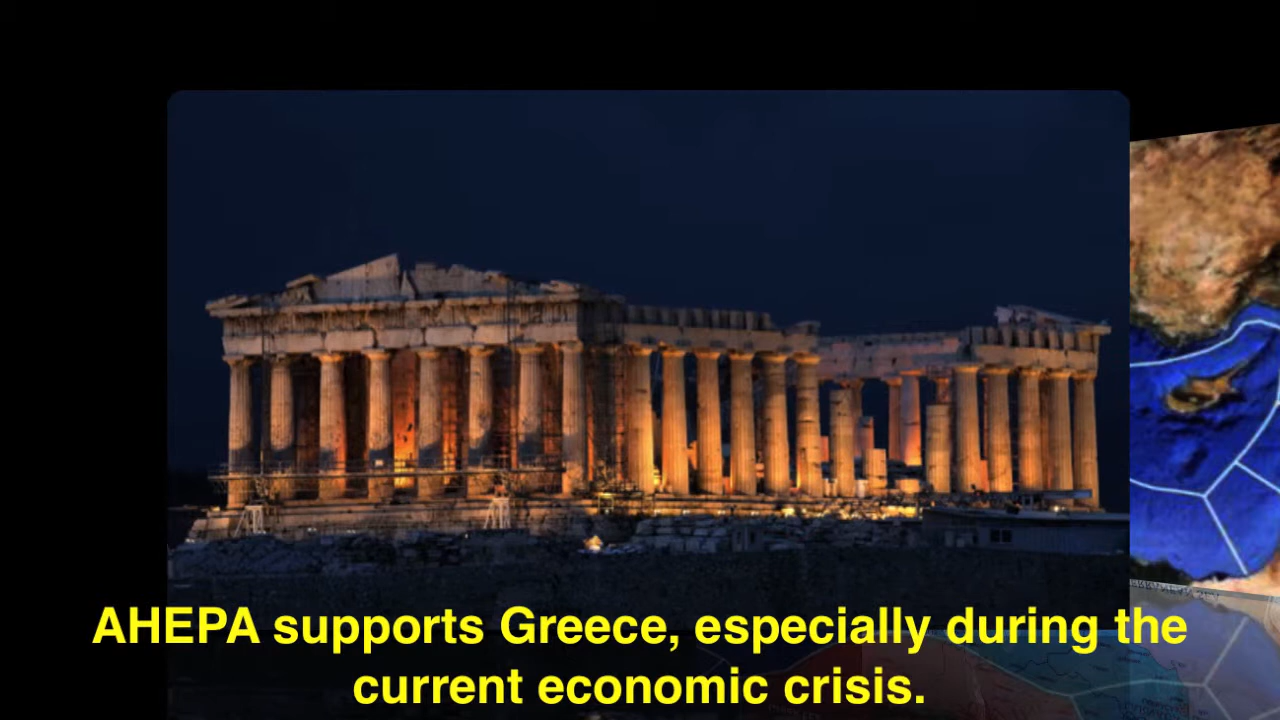 AHEPA supports Greece, especially during the
current economic crisis.